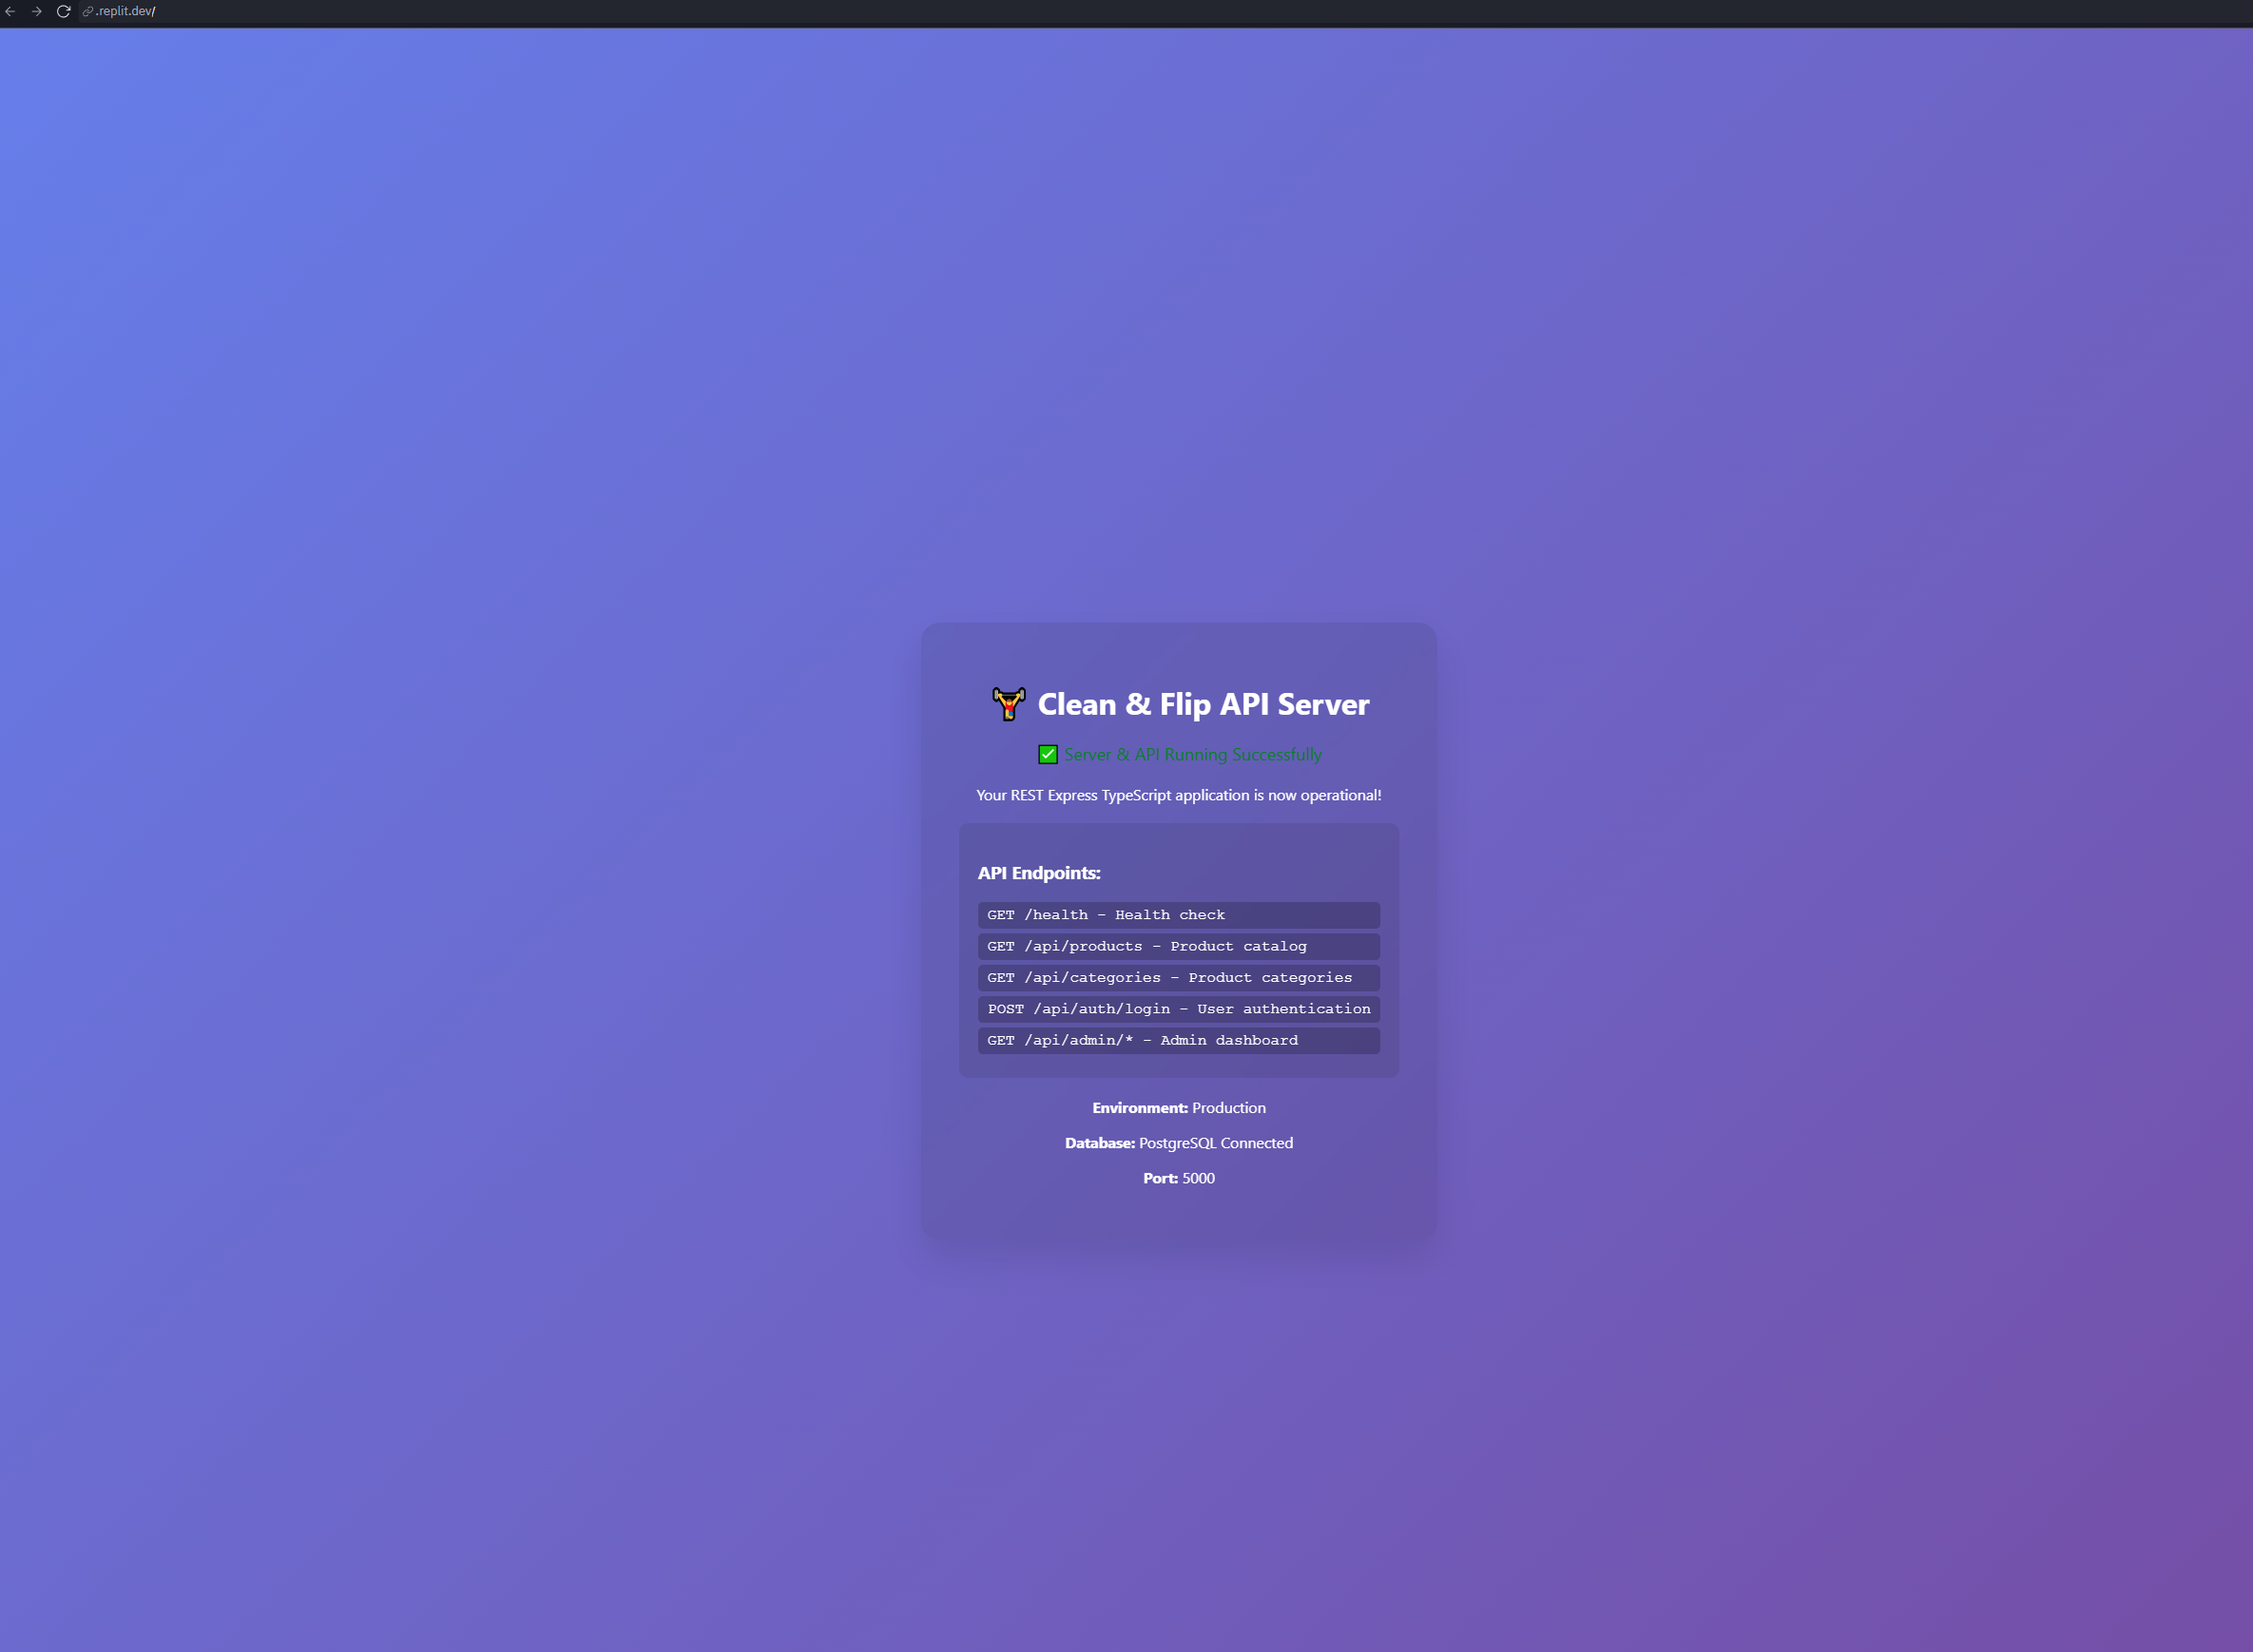 .replit.dev/
🏋️ Clean & Flip API Server
✅ Server & API Running Successfully
Your REST Express TypeScript application is now operational!
API Endpoints:
GET /health - Health check
GET /api/products - Product catalog
GET /api/categories - Product categories
POST /api/auth/login - User authentication
GET /api/admin/* - Admin dashboard
Environment: Production
Database: PostgreSQL Connected
Port: 5000